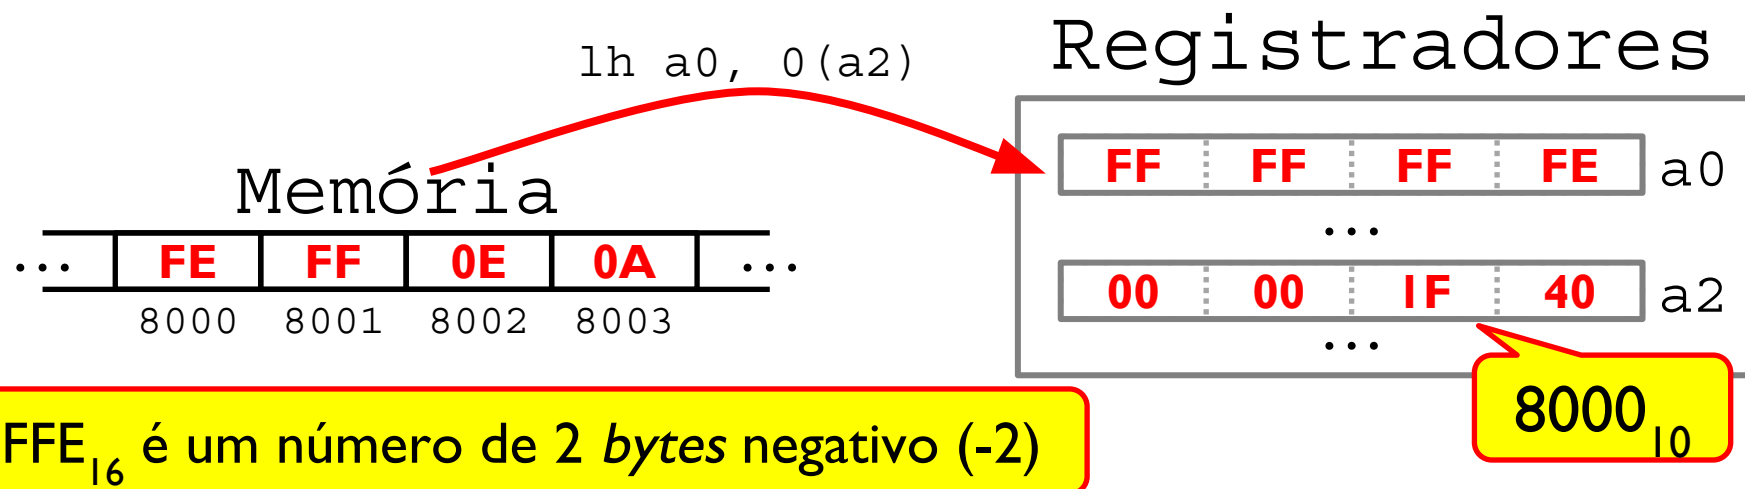 Registradores
lh a0, 0(a2)
FF FF FF FE a0
Memória
...
... FE FF 0E 0A ...
00 00 1F 40 a2
8000 8001 8002 8003
...
8000₁₀
FFE₁₆ é um número de 2 bytes negativo (-2)